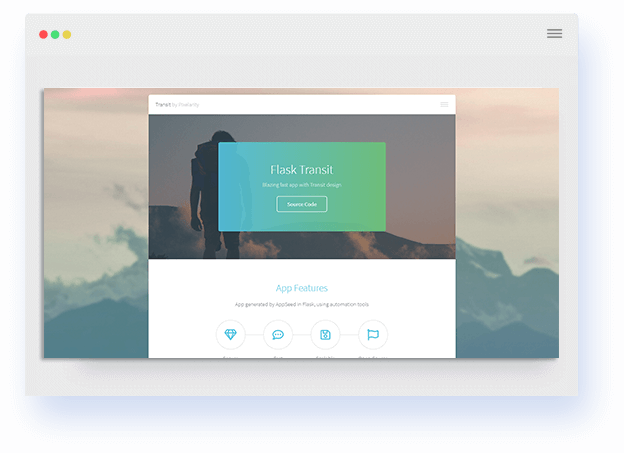 Transit by Pixelarity
Flask Transit
Blazing fast app with Transit design.
Source Code
App Features
App generated by AppSeed in Flask, using automation tools